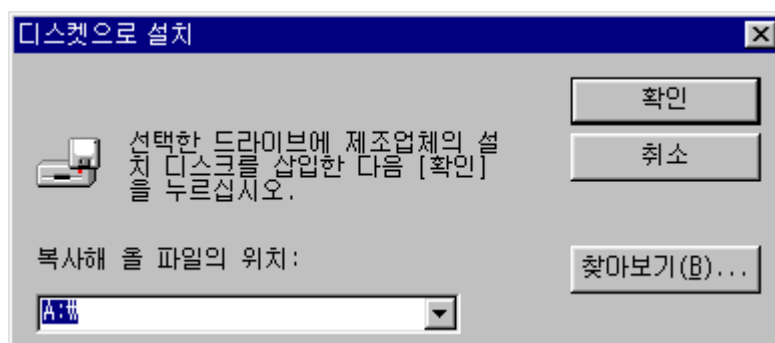 디스켓으로 설치
확인
선택한 드라이브에 제조업체의 설
치 디스크를 삽입한 다음 [확인]
을 누르십시오.
취소
복사해 올 파일의 위치:
찾아보기(B)...
A:₩